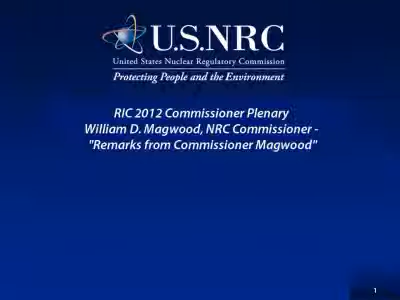 U.S.NRC
United States Nuclear Regulatory Commission
Protecting People and the Environment
RIC 2012 Commissioner Plenary
William D. Magwood, NRC Commissioner -
"Remarks from Commissioner Magwood"
1